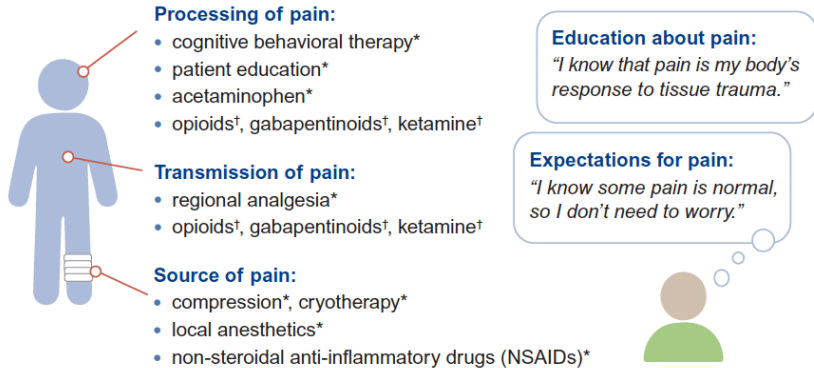 Processing of pain:
• cognitive behavioral therapy*
• patient education*
• acetaminophen*
• opioids†, gabapentinoids†, ketamine†
Transmission of pain:
• regional analgesia*
• opioids†, gabapentinoids†, ketamine†
Source of pain:
• compression*, cryotherapy*
• local anesthetics*
• non-steroidal anti-inflammatory drugs (NSAIDs)*
Education about pain:
“I know that pain is my body’s
response to tissue trauma.”
Expectations for pain:
“I know some pain is normal,
so I don’t need to worry.”